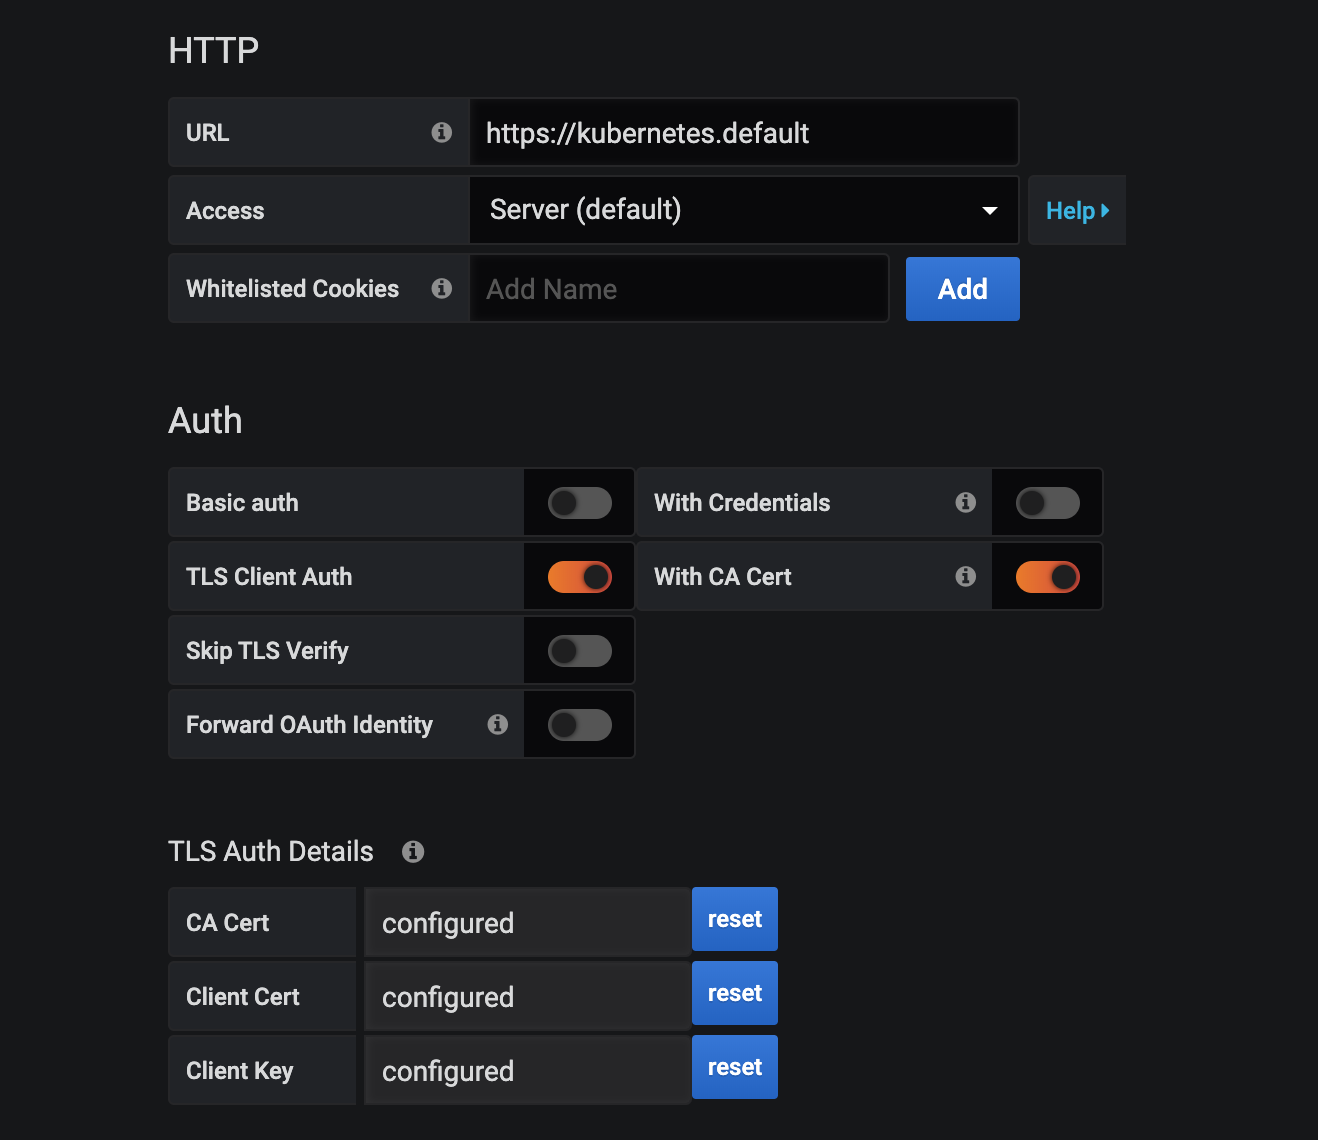 HTTP
URL
https://kubernetes.default
Access
Server (default)
Help
Whitelisted Cookies
Add Name
Add
Auth
Basic auth
With Credentials
TLS Client Auth
With CA Cert
Skip TLS Verify
Forward OAuth Identity
TLS Auth Details
CA Cert
configured
reset
Client Cert
configured
reset
Client Key
configured
reset